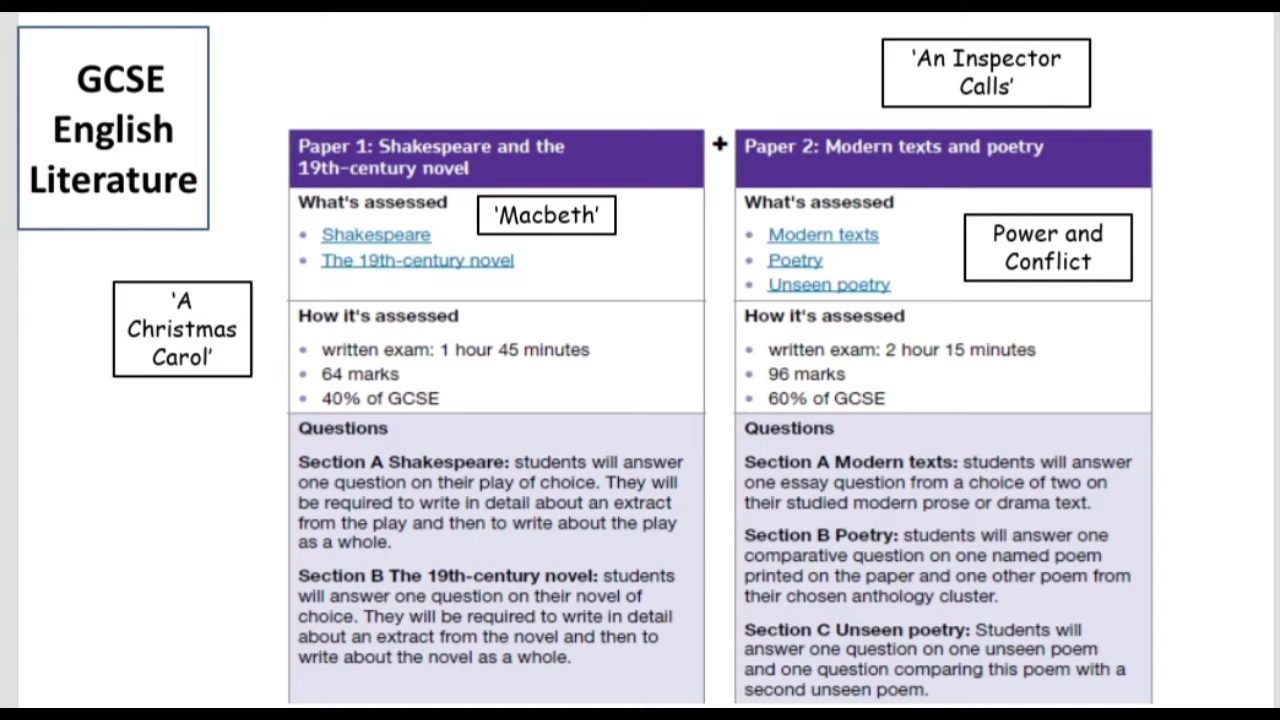 GCSE
English
Literature
'An Inspector
Calls'
Paper 1: Shakespeare and the
19th-century novel
What's assessed
'Macbeth'
• Shakespeare
• The 19th-century novel
'A
Christmas
Carol'
How it's assessed
• written exam: 1 hour 45 minutes
• 64 marks
• 40% of GCSE
Questions
Section A Shakespeare: students will answer
one question on their play of choice. They will
be required to write in detail about an extract
from the play and then to write about the play
as a whole.
Section B The 19th-century novel: students
will answer one question on their novel of
choice. They will be required to write in detail
about an extract from the novel and then to
write about the novel as a whole.
+
Paper 2: Modern texts and poetry
What's assessed
• Modern texts
• Poetry
• Unseen poetry
Power and
Conflict
How it's assessed
• written exam: 2 hour 15 minutes
• 96 marks
• 60% of GCSE
Questions
Section A Modern texts: students will answer
one essay question from a choice of two on
their studied modern prose or drama text.
Section B Poetry: students will answer one
comparative question on one named poem
printed on the paper and one other poem from
their chosen anthology cluster.
Section C Unseen poetry: Students will
answer one question on one unseen poem
and one question comparing this poem with a
second unseen poem.